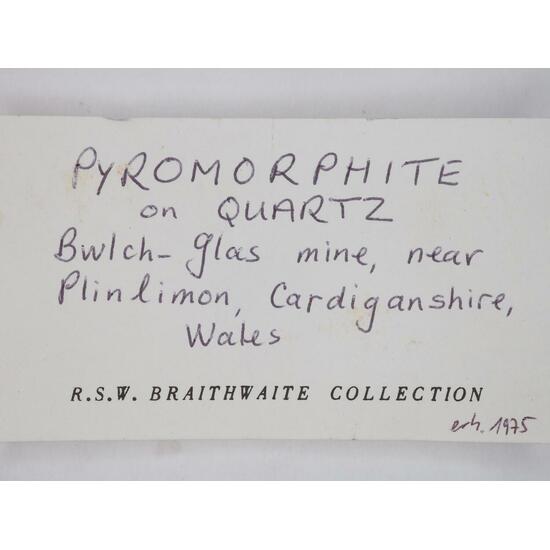 PYROMORPHITE
on QUARTZ
Bwlch-glas mine, near
Plinlimon, Cardiganshire,
Wales
R.S.W. BRAITHWAITE COLLECTION
erh. 1975